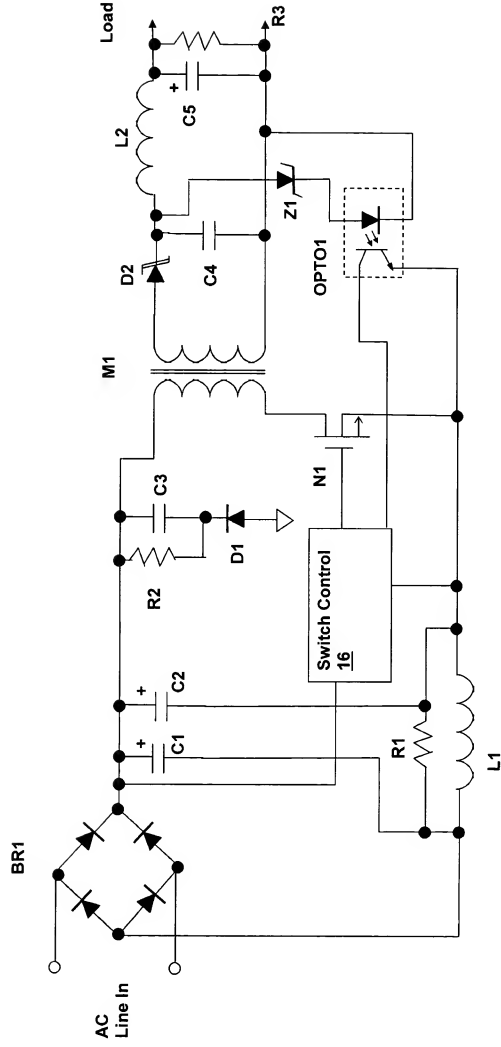 AC
Line In
BR1
C1
+
C2
+
R1
L1
R2
C3
D1
Switch Control
16
N1
M1
D2
C4
L2
C5
+
Z1
OPTO1
R3
Load